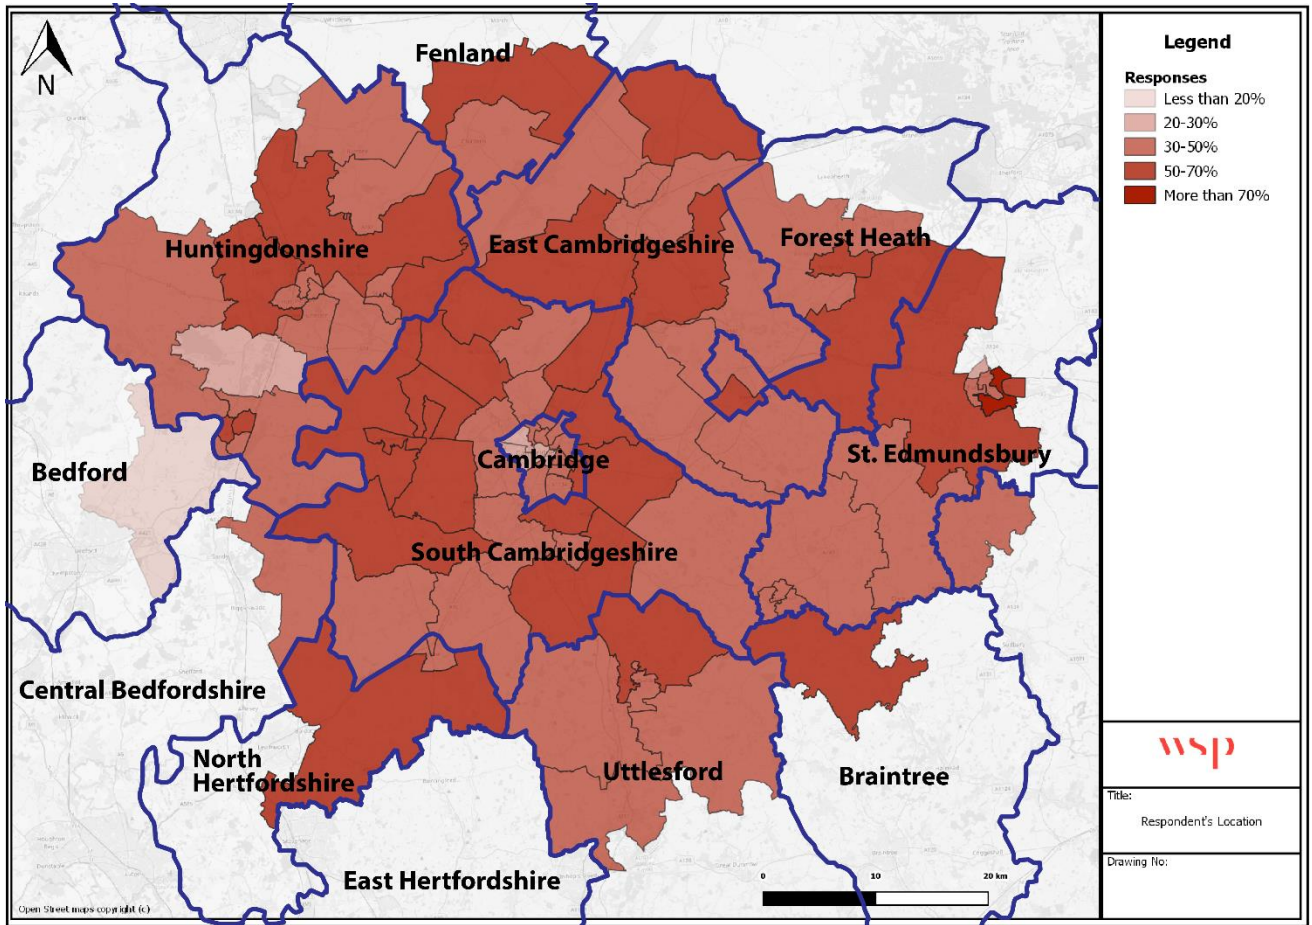 Fenland
N
Huntingdonshire
East Cambridgeshire
Forest Heath
Bedford
Cambridge
St. Edmundsbury
South Cambridgeshire
Central Bedfordshire
North
Hertfordshire
Uttlesford
Braintree
East Hertfordshire
0 10 20 km
Open Street maps copyright (c)
Legend
Responses
Less than 20%
20-30%
30-50%
50-70%
More than 70%
wsp
Title:
Respondent's Location
Drawing No: